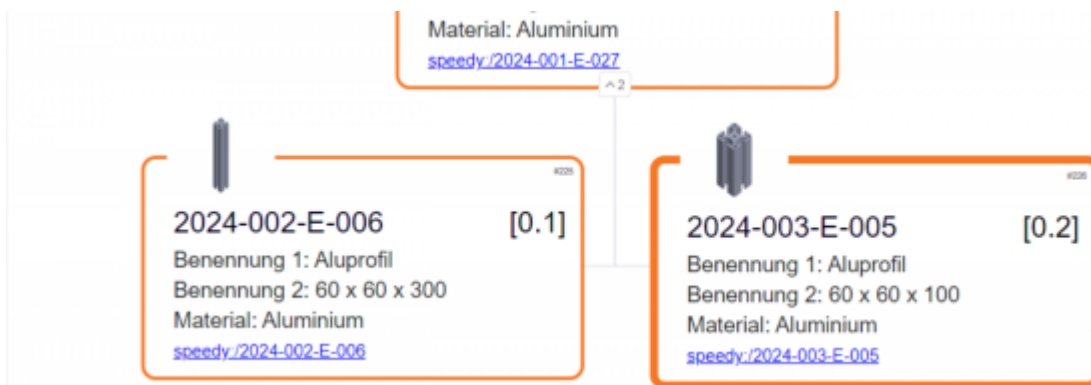 Material: Aluminium
speedy:/2024-001-E-027
2
#225
2024-002-E-006 [0.1]
Benennung 1: Aluprofil
Benennung 2: 60 x 60 x 300
Material: Aluminium
speedy:/2024-002-E-006
#226
2024-003-E-005 [0.2]
Benennung 1: Aluprofil
Benennung 2: 60 x 60 x 100
Material: Aluminium
speedy:/2024-003-E-005